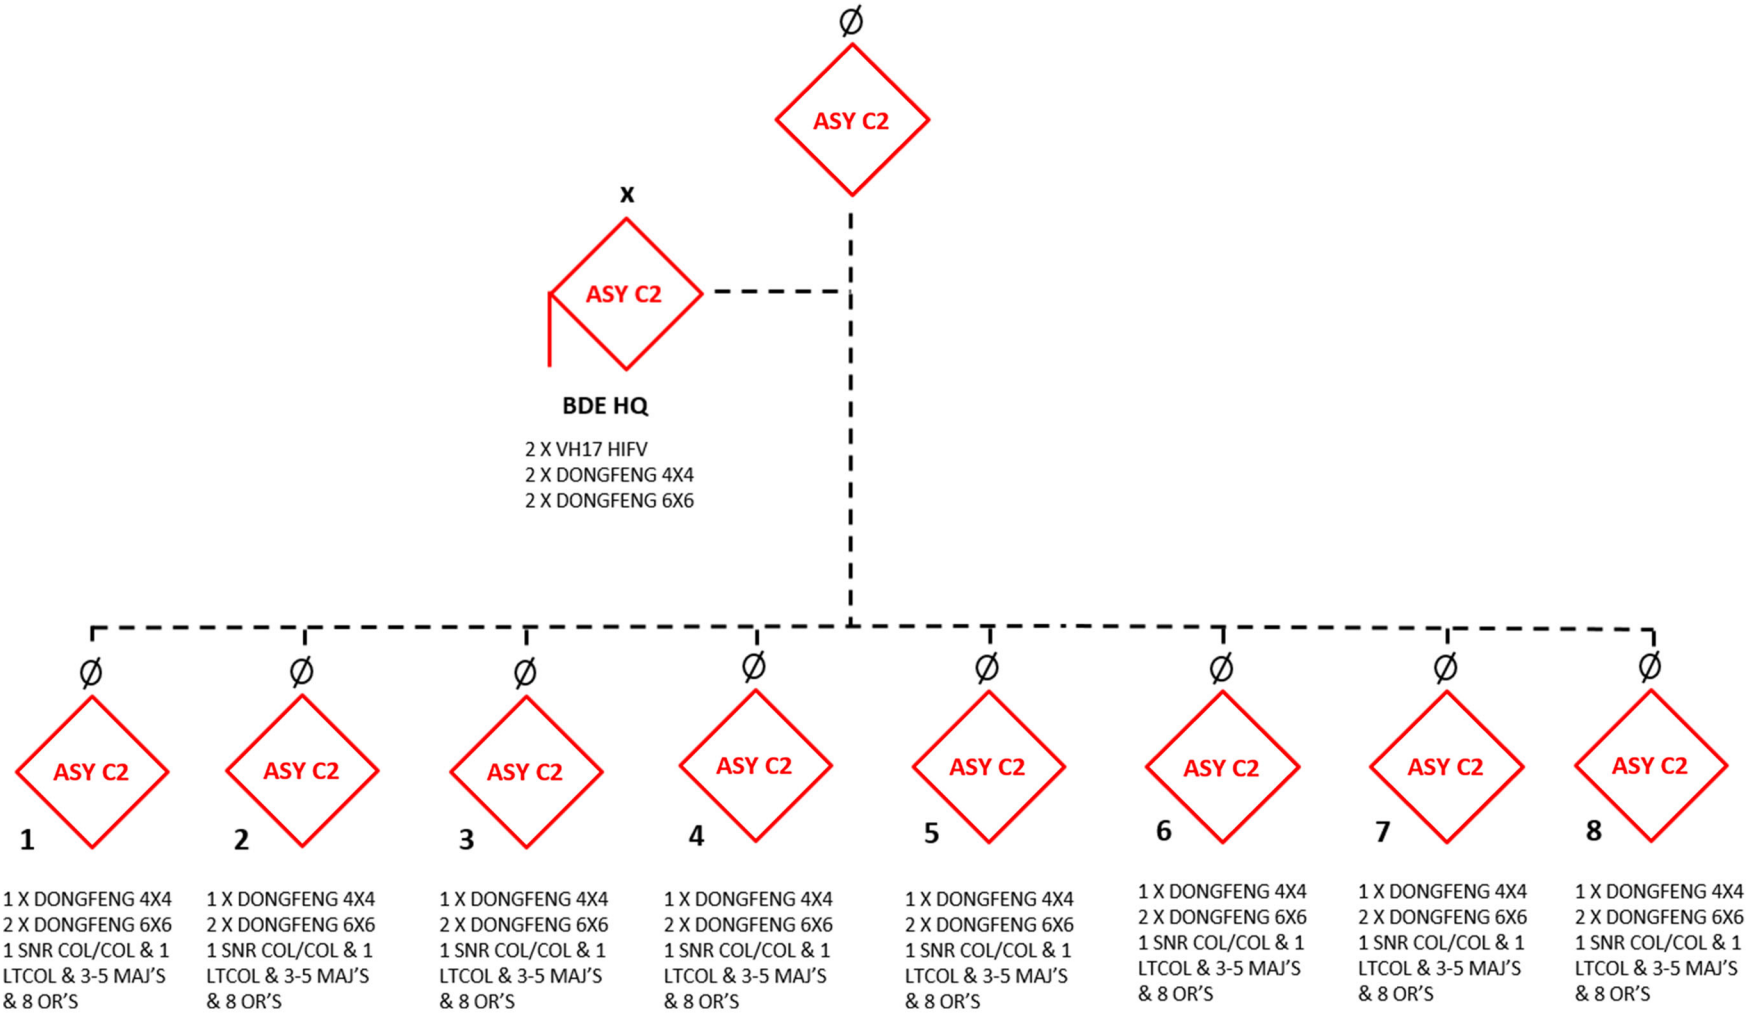 Ø
ASY C2
X
ASY C2
BDE HQ
2 X VH17 HIFV
2 X DONGFENG 4X4
2 X DONGFENG 6X6
Ø
ASY C2
1
1 X DONGFENG 4X4
2 X DONGFENG 6X6
1 SNR COL/COL & 1
LTCOL & 3-5 MAJ'S
& 8 OR'S
Ø
ASY C2
2
1 X DONGFENG 4X4
2 X DONGFENG 6X6
1 SNR COL/COL & 1
LTCOL & 3-5 MAJ'S
& 8 OR'S
Ø
ASY C2
3
1 X DONGFENG 4X4
2 X DONGFENG 6X6
1 SNR COL/COL & 1
LTCOL & 3-5 MAJ'S
& 8 OR'S
Ø
ASY C2
4
1 X DONGFENG 4X4
2 X DONGFENG 6X6
1 SNR COL/COL & 1
LTCOL & 3-5 MAJ'S
& 8 OR'S
Ø
ASY C2
5
1 X DONGFENG 4X4
2 X DONGFENG 6X6
1 SNR COL/COL & 1
LTCOL & 3-5 MAJ'S
& 8 OR'S
Ø
ASY C2
6
1 X DONGFENG 4X4
2 X DONGFENG 6X6
1 SNR COL/COL & 1
LTCOL & 3-5 MAJ'S
& 8 OR'S
Ø
ASY C2
7
1 X DONGFENG 4X4
2 X DONGFENG 6X6
1 SNR COL/COL & 1
LTCOL & 3-5 MAJ'S
& 8 OR'S
Ø
ASY C2
8
1 X DONGFENG 4X4
2 X DONGFENG 6X6
1 SNR COL/COL & 1
LTCOL & 3-5 MAJ'S
& 8 OR'S